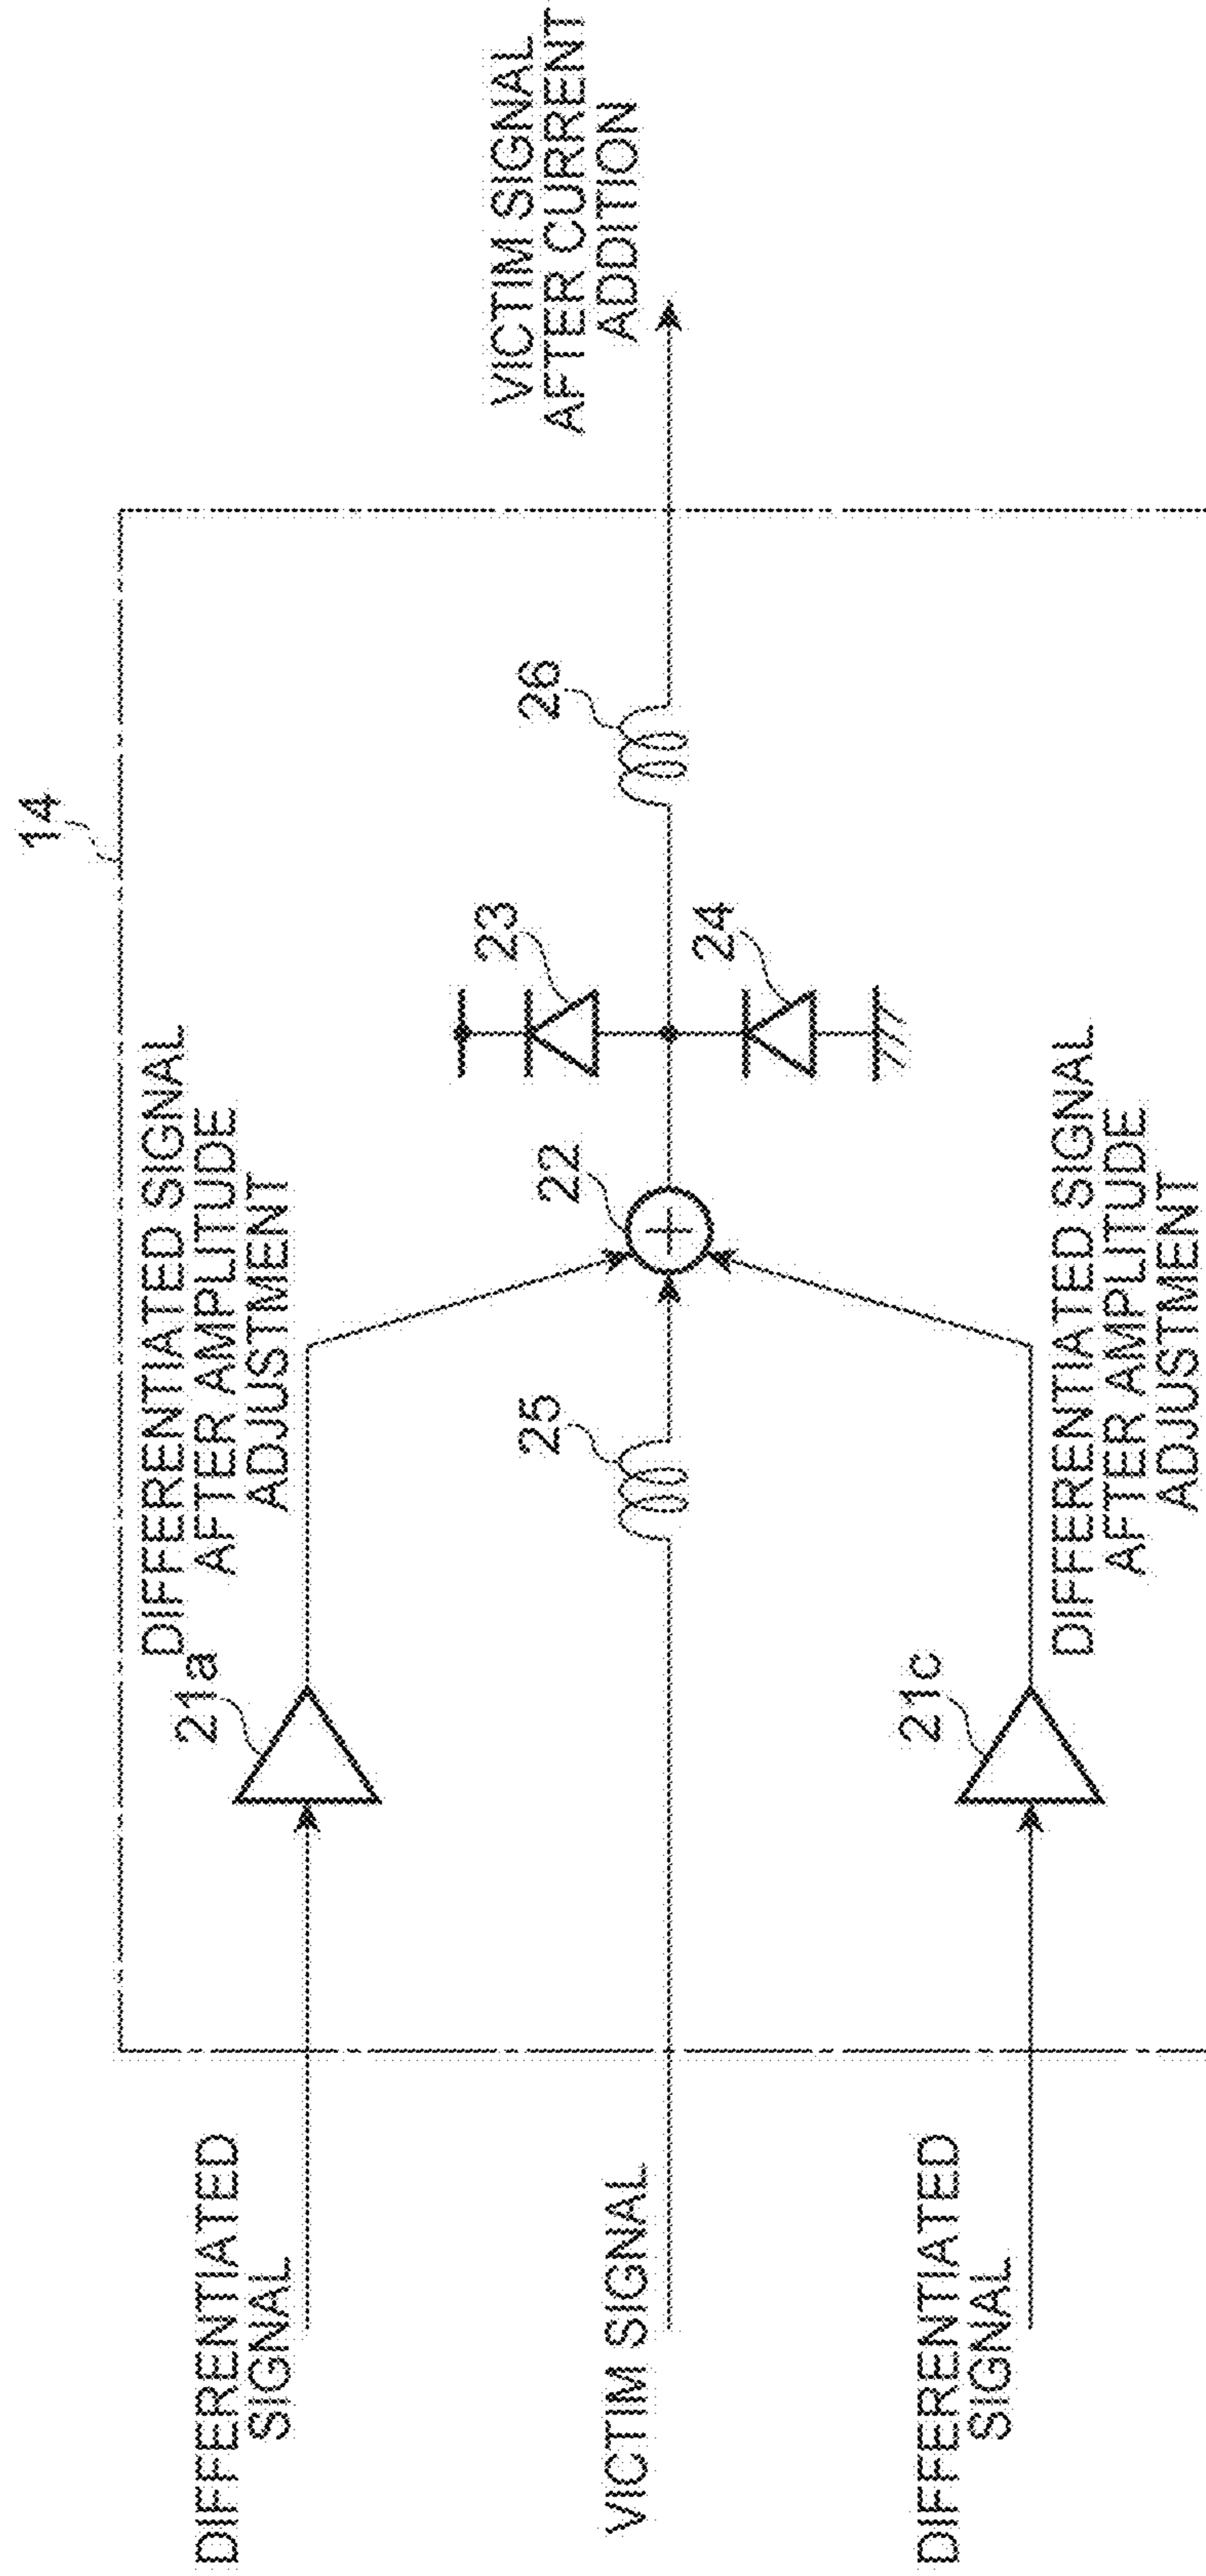 14
DIFFERENTIATED
SIGNAL
21a
DIFFERENTIATED SIGNAL
AFTER AMPLITUDE
ADJUSTMENT
VICTIM SIGNAL
25
22
23
24
26
VICTIM SIGNAL
AFTER CURRENT
ADDITION
DIFFERENTIATED
SIGNAL
21c
DIFFERENTIATED SIGNAL
AFTER AMPLITUDE
ADJUSTMENT